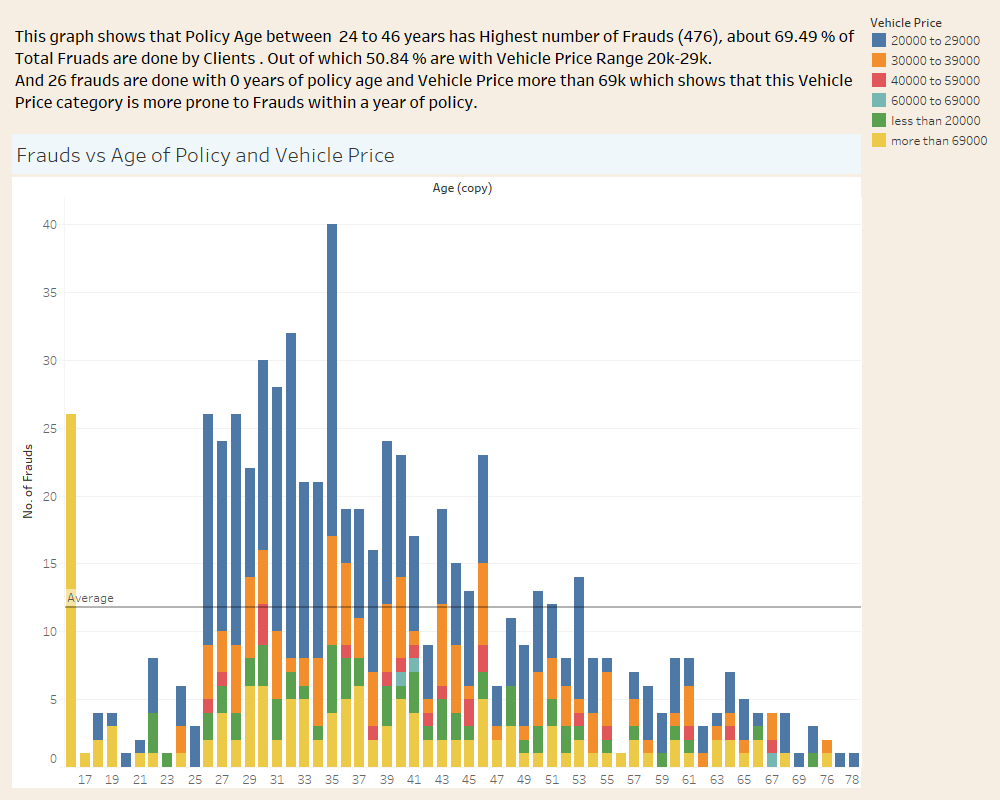 This graph shows that Policy Age between 24 to 46 years has Highest number of Frauds (476), about 69.49 % of
Total Fruads are done by Clients . Out of which 50.84 % are with Vehicle Price Range 20k-29k.
And 26 frauds are done with 0 years of policy age and Vehicle Price more than 69k which shows that this Vehicle
Price category is more prone to Frauds within a year of policy.
Vehicle Price
20000 to 29000
30000 to 39000
40000 to 59000
60000 to 69000
less than 20000
more than 69000
Frauds vs Age of Policy and Vehicle Price
Age (copy)
No. of Frauds
40
35
30
25
20
15
Average
10
5
0
17 19 21 23 25 27 29 31 33 35 37 39 41 43 45 47 49 51 53 55 57 59 61 63 65 67 69 76 78